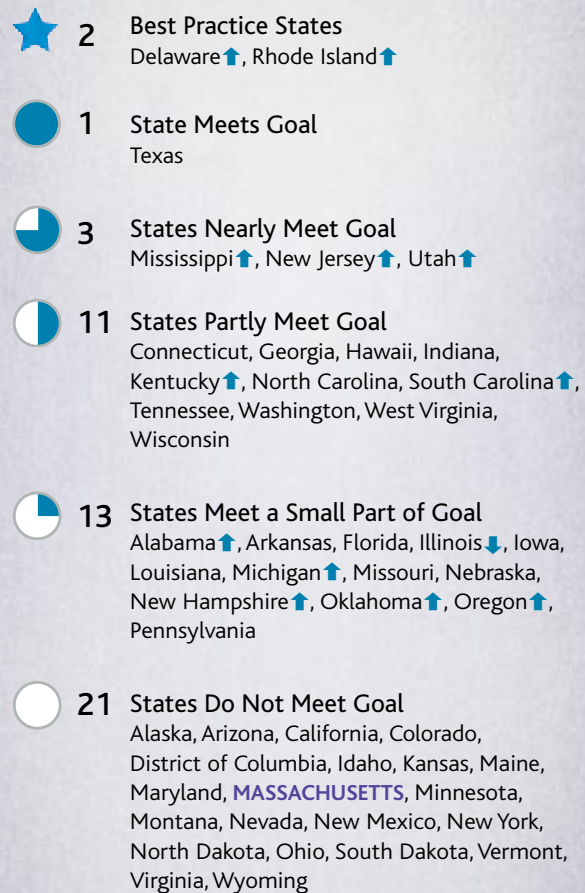 2 Best Practice States
Delaware⬆, Rhode Island⬆
1 State Meets Goal
Texas
3 States Nearly Meet Goal
Mississippi⬆, New Jersey⬆, Utah⬆
11 States Partly Meet Goal
Connecticut, Georgia, Hawaii, Indiana,
Kentucky⬆, North Carolina, South Carolina⬆,
Tennessee, Washington, West Virginia,
Wisconsin
13 States Meet a Small Part of Goal
Alabama⬆, Arkansas, Florida, Illinois⬇, Iowa,
Louisiana, Michigan⬆, Missouri, Nebraska,
New Hampshire⬆, Oklahoma⬆, Oregon⬆,
Pennsylvania
21 States Do Not Meet Goal
Alaska, Arizona, California, Colorado,
District of Columbia, Idaho, Kansas, Maine,
Maryland, MASSACHUSETTS, Minnesota,
Montana, Nevada, New Mexico, New York,
North Dakota, Ohio, South Dakota, Vermont,
Virginia, Wyoming